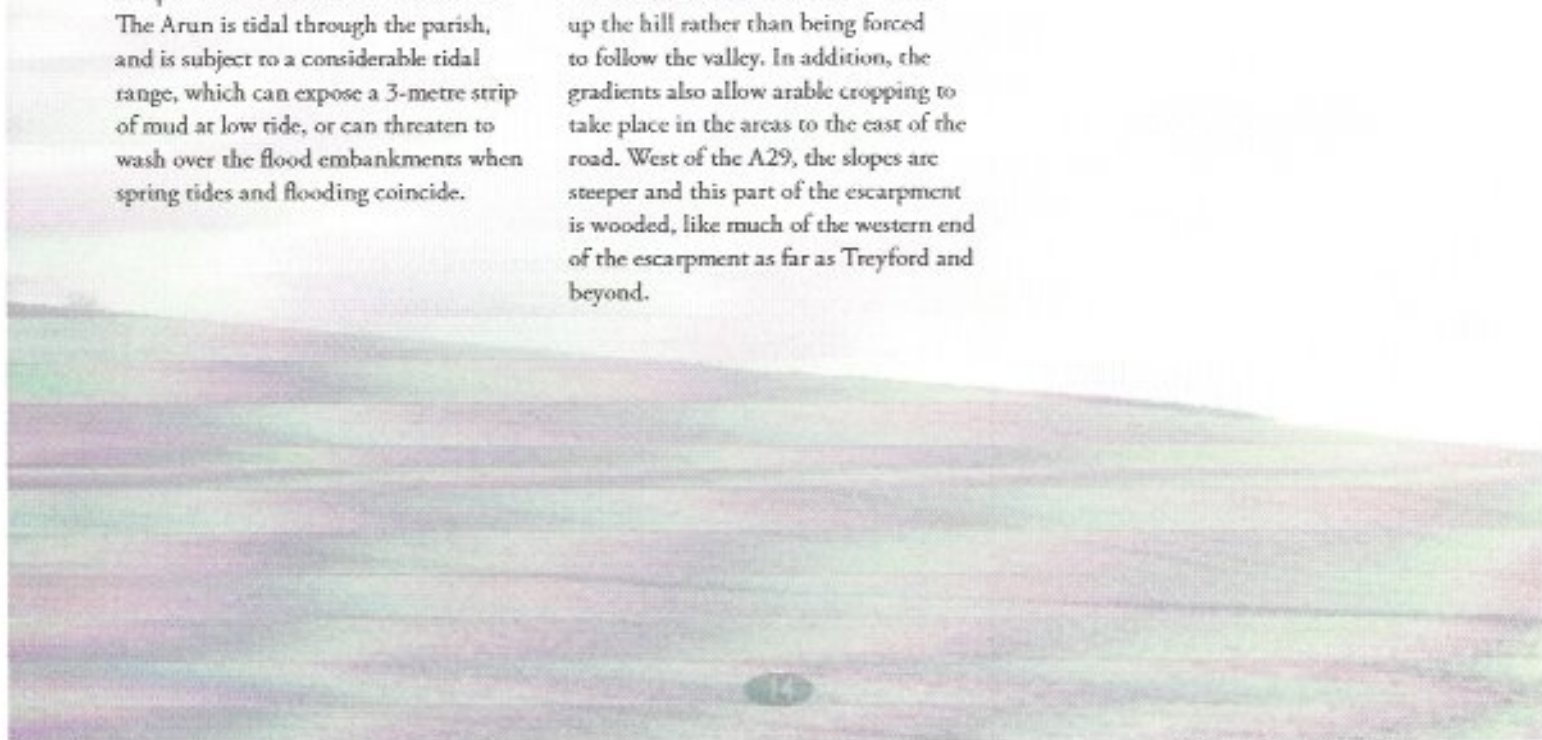 The Arun is tidal through the parish,
and is subject to a considerable tidal
range, which can expose a 3-metre strip
of mud at low tide, or can threaten to
wash over the flood embankments when
spring tides and flooding coincide.
up the hill rather than being forced
to follow the valley. In addition, the
gradients also allow arable cropping to
take place in the areas to the east of the
road. West of the A29, the slopes are
steeper and this part of the escarpment
is wooded, like much of the western end
of the escarpment as far as Treyford and
beyond.
14